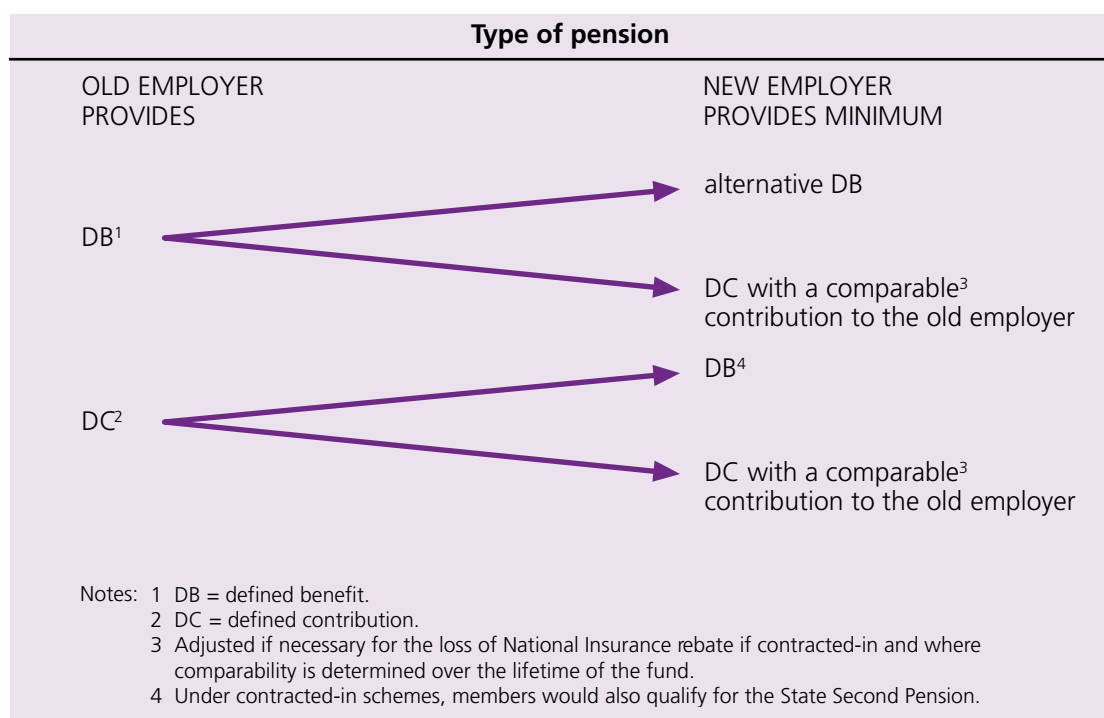 Type of pension
OLD EMPLOYER
PROVIDES
NEW EMPLOYER
PROVIDES MINIMUM
DB¹
alternative DB
DC with a comparable³
contribution to the old employer
DC²
DB⁴
DC with a comparable³
contribution to the old employer
Notes: 1 DB = defined benefit.
2 DC = defined contribution.
3 Adjusted if necessary for the loss of National Insurance rebate if contracted-in and where
comparability is determined over the lifetime of the fund.
4 Under contracted-in schemes, members would also qualify for the State Second Pension.